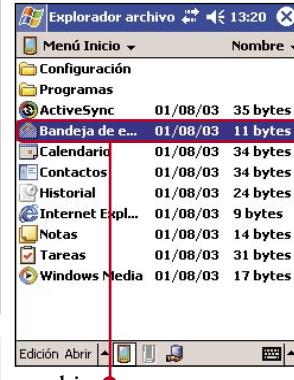 Explorador archivo 13:20
Menú Inicio Nombre
Configuración
Programas
ActiveSync 01/08/03 35 bytes
Bandeja de e... 01/08/03 11 bytes
Calendario 01/08/03 34 bytes
Contactos 01/08/03 34 bytes
Historial 01/08/03 24 bytes
Internet Expl... 01/08/03 9 bytes
Notas 01/08/03 14 bytes
Tareas 01/08/03 31 bytes
Windows Media 01/08/03 17 bytes
Edición Abrir